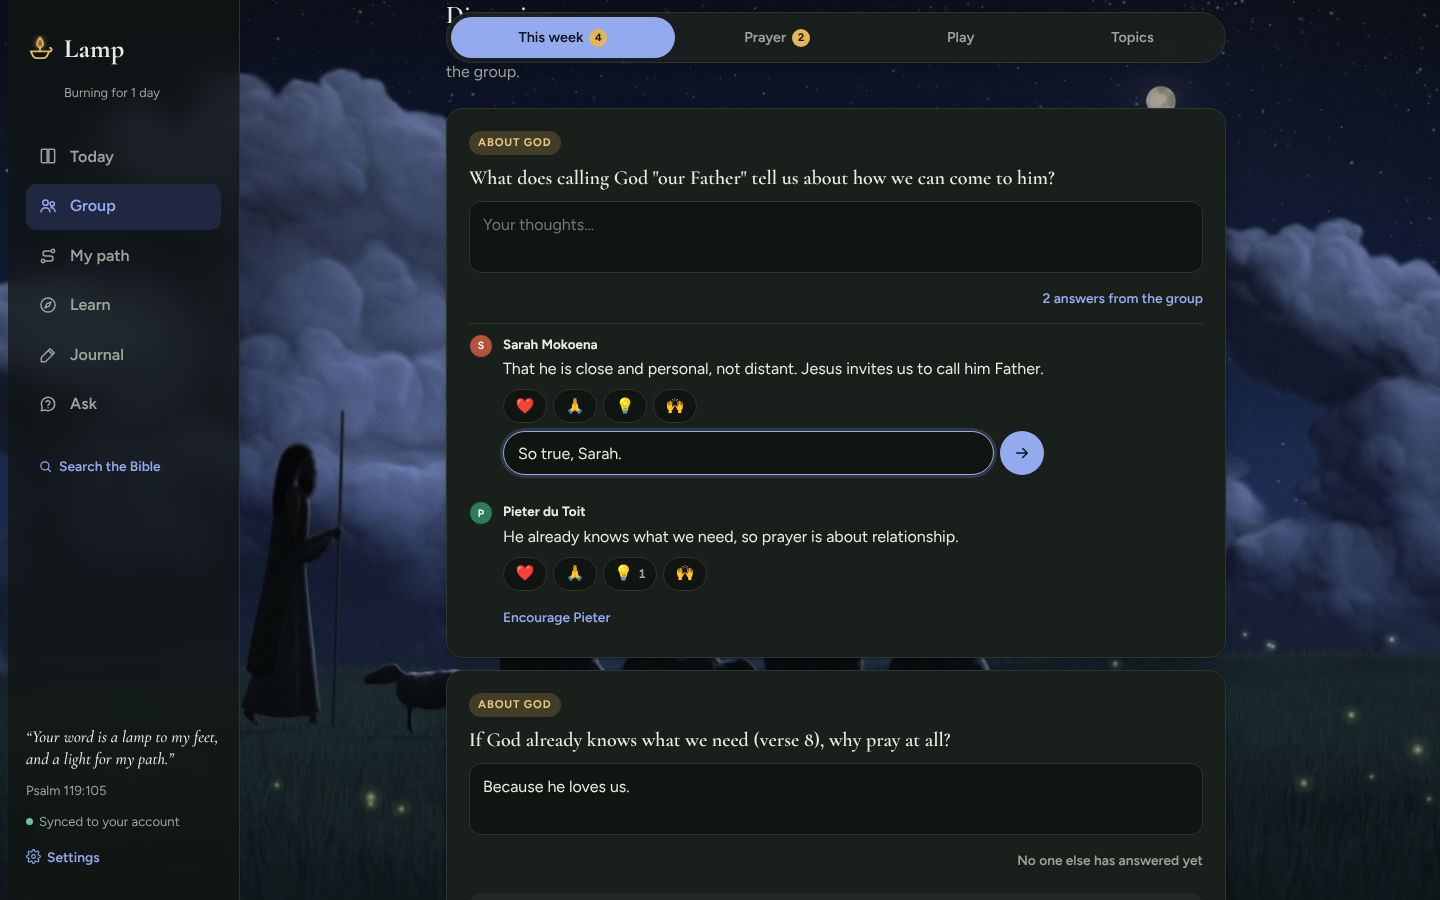 Lamp
Burning for 1 day
Today
Group
My path
Learn
Journal
Ask
Search the Bible
“Your word is a lamp to my feet,
and a light for my path.”
Psalm 119:105
Synced to your account
Settings
This week 4
Prayer 2
Play
Topics
the group.
ABOUT GOD
What does calling God "our Father" tell us about how we can come to him?
Your thoughts...
2 answers from the group
S
Sarah Mokoena
That he is close and personal, not distant. Jesus invites us to call him Father.
So true, Sarah.
P
Pieter du Toit
He already knows what we need, so prayer is about relationship.
1
Encourage Pieter
ABOUT GOD
If God already knows what we need (verse 8), why pray at all?
Because he loves us.
No one else has answered yet